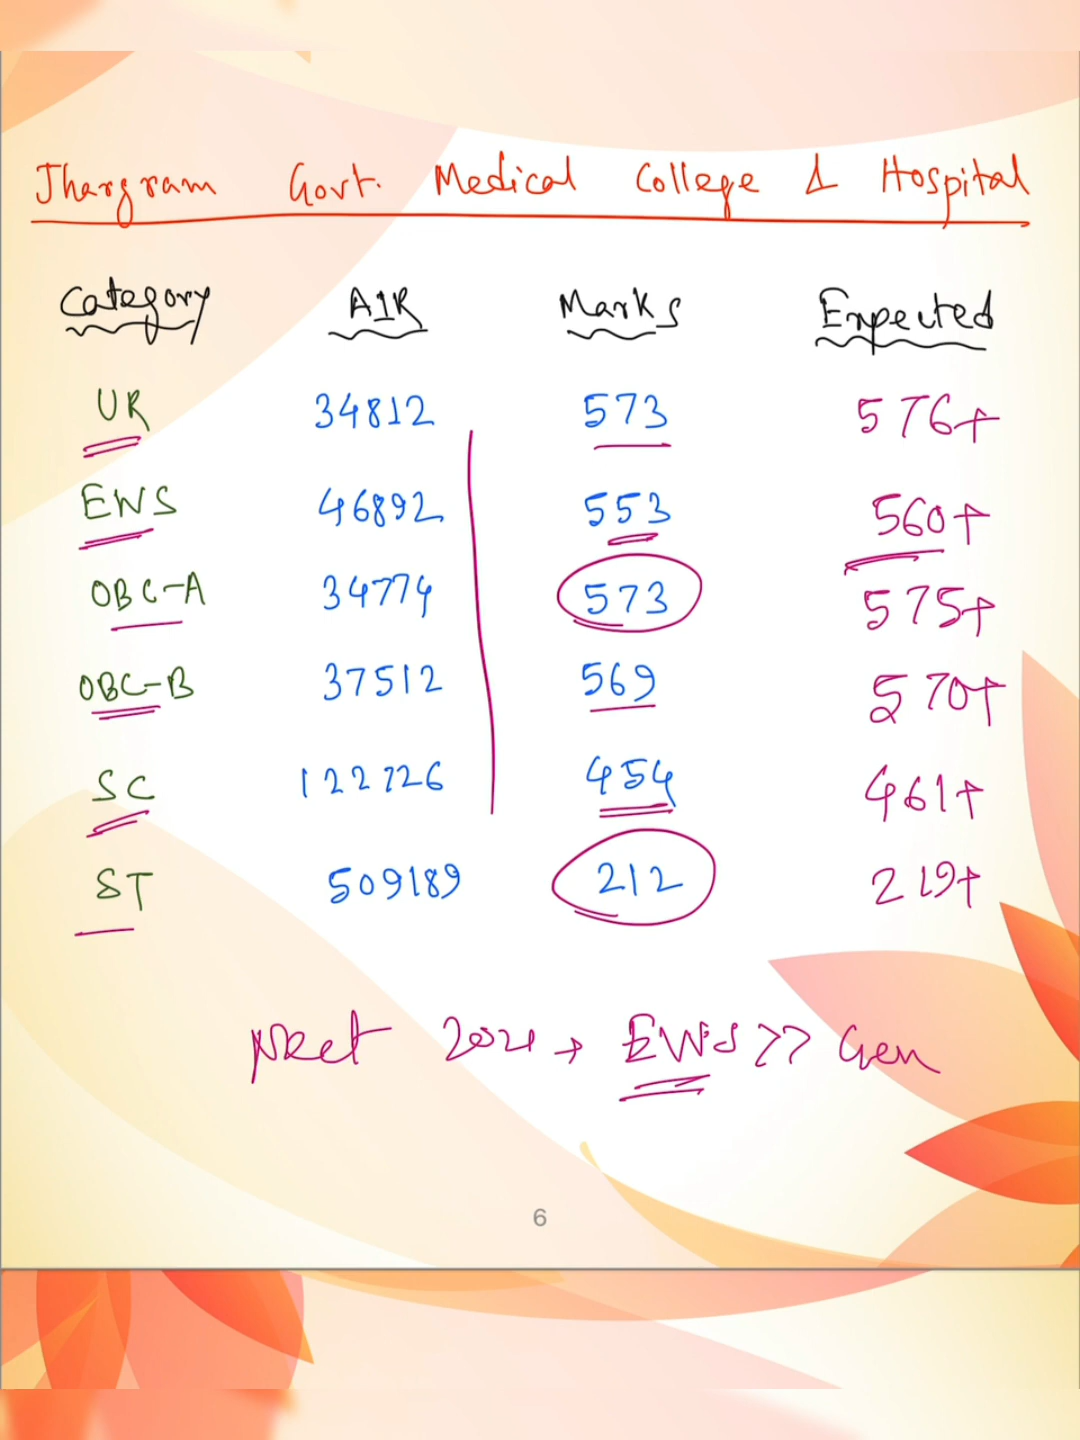 Jhargram Govt. Medical College & Hospital
Category AIR Marks Expected
UR 34812 573 576+
EWS 46892 553 560+
OBC-A 34774 573 575+
OBC-B 37512 569 570+
SC 122726 454 461+
ST 509189 212 219+
Neet 2021 → EWS >> Gen
6